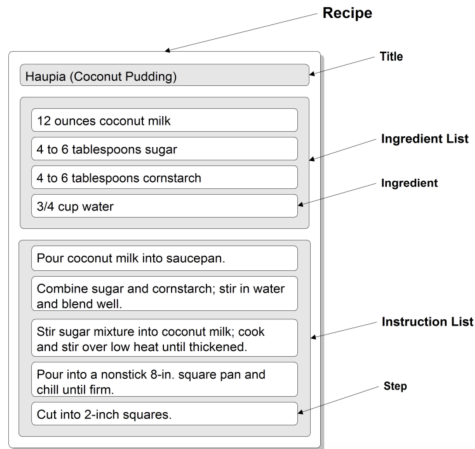 Recipe
Title
Haupia (Coconut Pudding)
12 ounces coconut milk
4 to 6 tablespoons sugar
Ingredient List
4 to 6 tablespoons cornstarch
Ingredient
3/4 cup water
Pour coconut milk into saucepan.
Combine sugar and cornstarch; stir in water
and blend well.
Stir sugar mixture into coconut milk; cook
and stir over low heat until thickened.
Instruction List
Pour into a nonstick 8-in. square pan and
chill until firm.
Step
Cut into 2-inch squares.